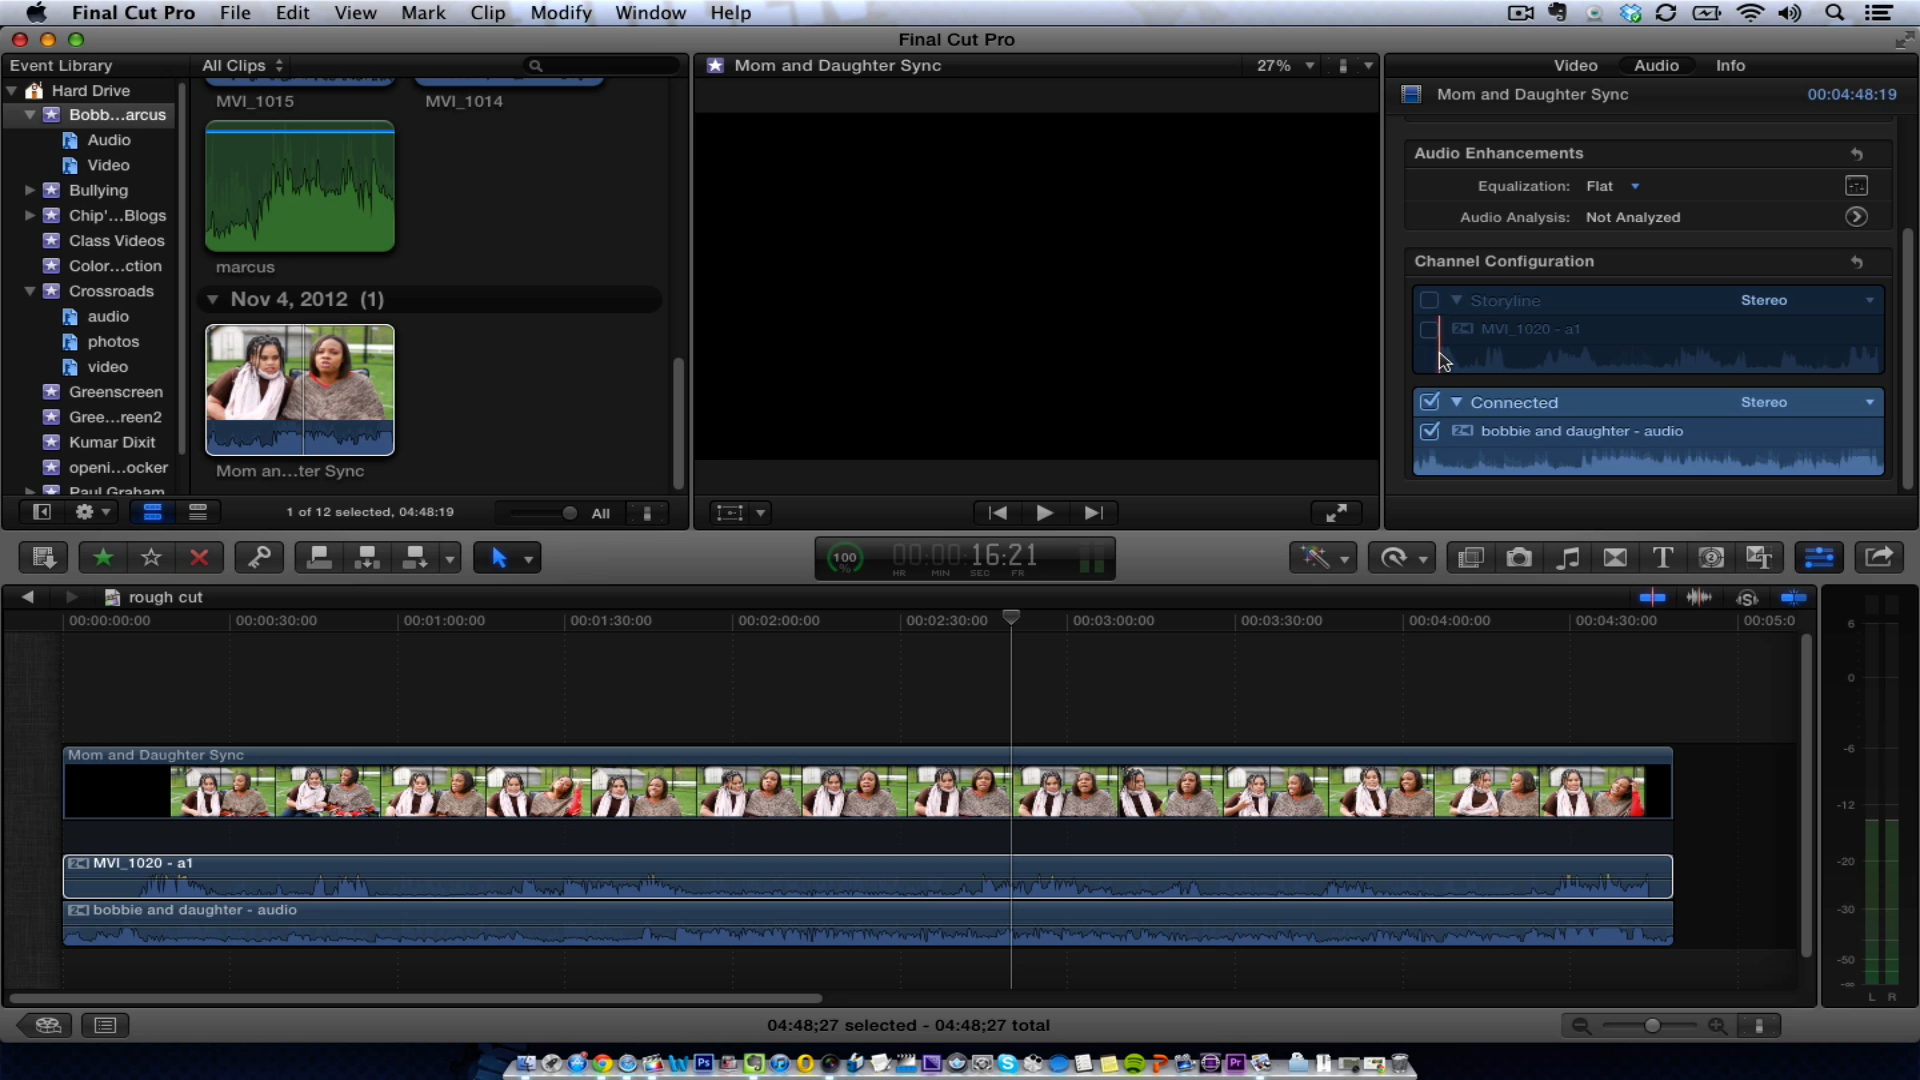 Final Cut Pro File Edit View Mark Clip Modify Window Help
Final Cut Pro
Event Library
All Clips
Hard Drive
Bobb...arcus
Audio
Video
Bullying
Chip'...Blogs
Class Videos
Color...ction
Crossroads
audio
photos
video
Greenscreen
Gree...reen2
Kumar Dixit
openi...ocker
Paul Graham
MVI_1015
MVI_1014
marcus
Nov 4, 2012 (1)
Mom an...ter Sync
1 of 12 selected, 04:48:19
All
Mom and Daughter Sync
27%
Video Audio Info
Mom and Daughter Sync 00:04:48:19
Audio Enhancements
Equalization: Flat
Audio Analysis: Not Analyzed
Channel Configuration
Storyline Stereo
MVI_1020 - a1
Connected Stereo
bobbie and daughter - audio
100 %
00:00:16:21
HR MIN SEC FR
rough cut
00:00:00:00 00:00:30:00 00:01:00:00 00:01:30:00 00:02:00:00 00:02:30:00 00:03:00:00 00:03:30:00 00:04:00:00 00:04:30:00 00:05:0
Mom and Daughter Sync
MVI_1020 - a1
bobbie and daughter - audio
6
0
-6
-12
-20
-30
-50
-∞
L R
04:48;27 selected - 04:48;27 total